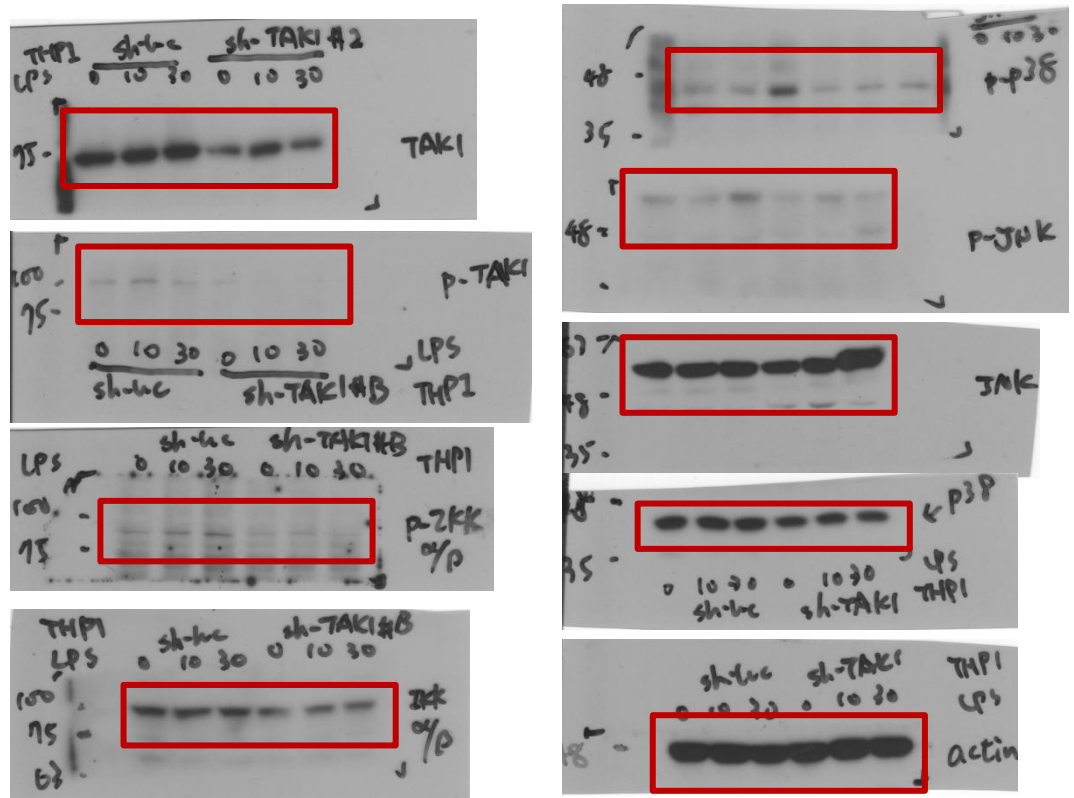 THP1 sh-luc sh-TAK1 #2
LPS 0 10 30 0 10 30
95- TAK1
100 - p-TAK1
75-
0 10 30 0 10 30 LPS
sh-luc sh-TAK1#B THP1
sh-luc sh-TAK1#B
LPS 0 10 30 0 10 30 THP1
100 -
75 -
p-IKK
α/β
THP1 sh-luc sh-TAK1#B
LPS 0 10 30 0 10 30
100 - IKK
75 - α/β
63 -
0 10 30
48 - p-p38
35 -
48 - p-JNK
63
48 - JNK
35-
48 - ← p38
35 - LPS
0 10 30 0 10 30 THP1
sh-luc sh-TAK1
sh-luc sh-TAK1 THP1
0 10 30 0 10 30 LPS
48 - actin